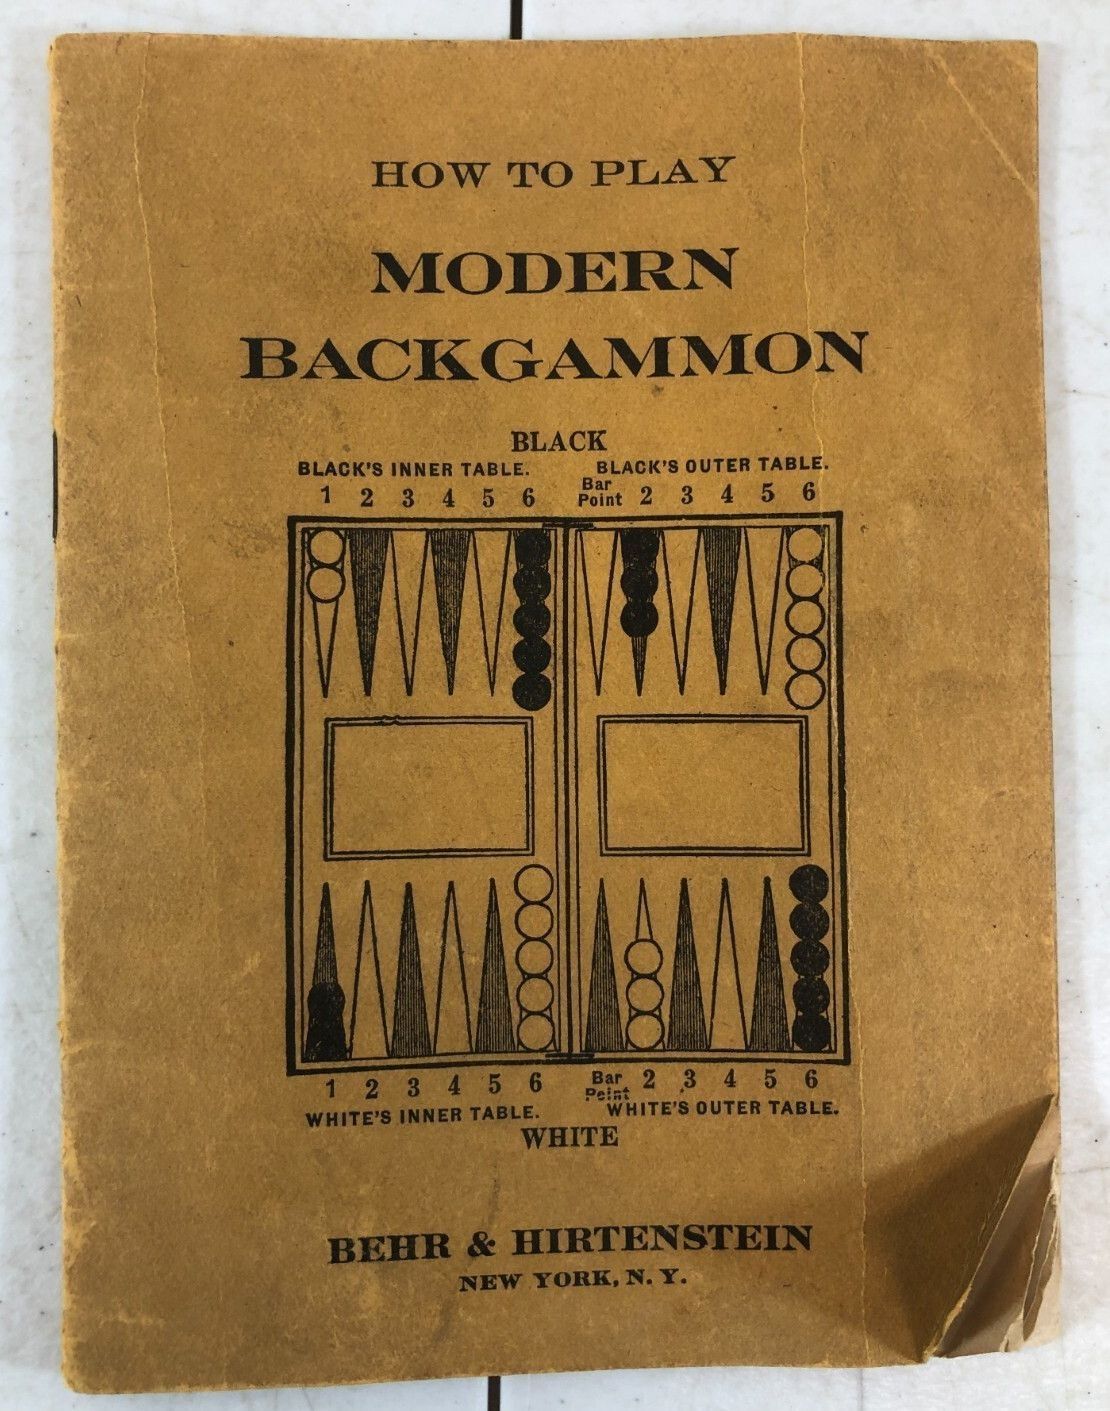 HOW TO PLAY
MODERN
BACKGAMMON
BLACK
BLACK'S INNER TABLE. BLACK'S OUTER TABLE.
1 2 3 4 5 6 Bar Point 2 3 4 5 6
1 2 3 4 5 6 Bar Point 2 3 4 5 6
WHITE'S INNER TABLE. WHITE'S OUTER TABLE.
WHITE
BEHR & HIRTENSTEIN
NEW YORK, N. Y.